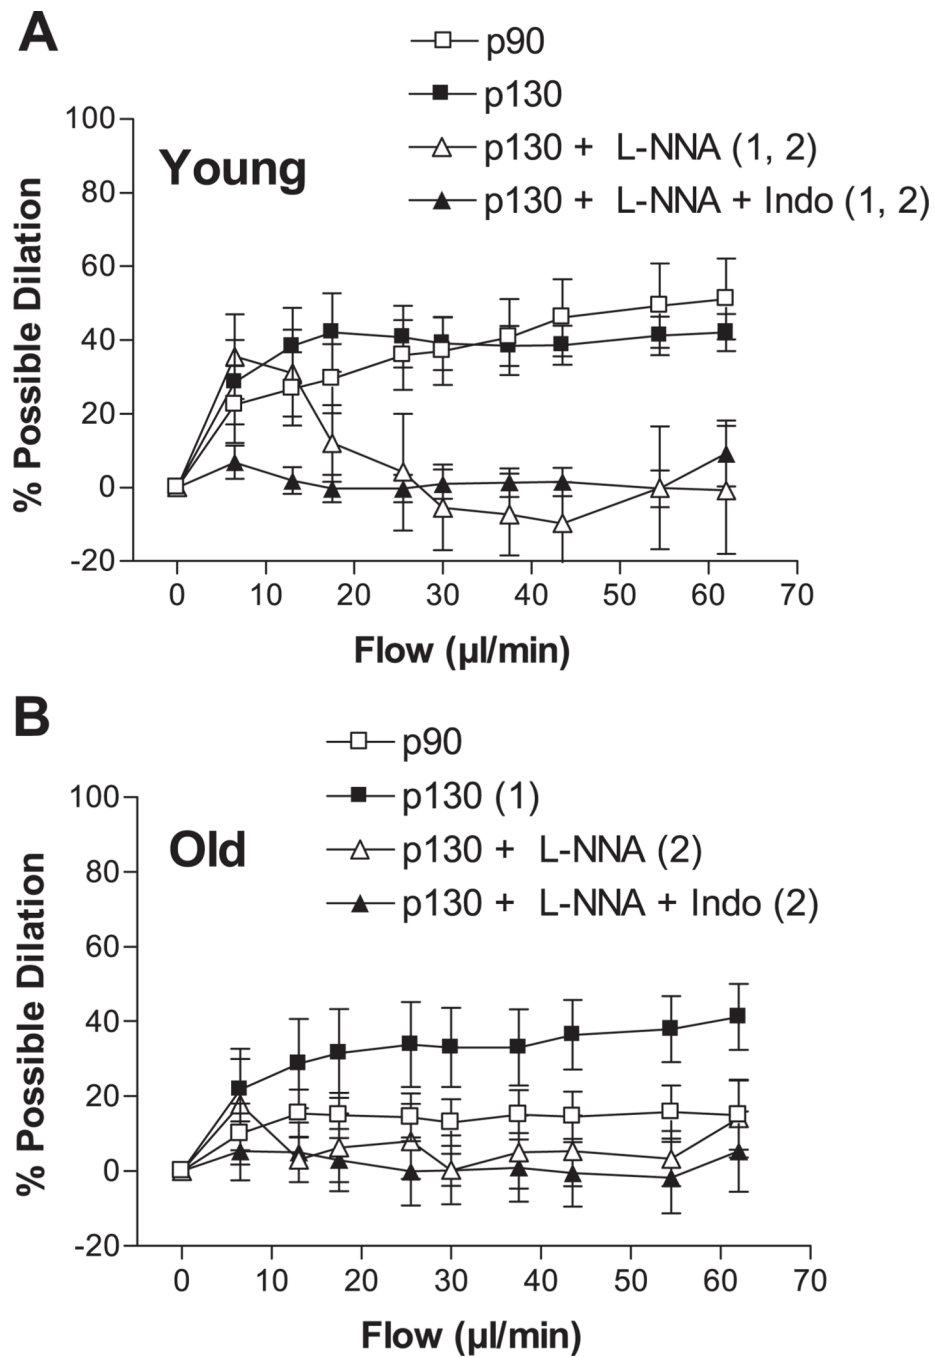 A
p90
p130
p130 + L-NNA (1, 2)
p130 + L-NNA + Indo (1, 2)
Young
% Possible Dilation
100
80
60
40
20
0
-20
0 10 20 30 40 50 60 70
Flow (µl/min)
B
p90
p130 (1)
p130 + L-NNA (2)
p130 + L-NNA + Indo (2)
Old
% Possible Dilation
100
80
60
40
20
0
-20
0 10 20 30 40 50 60 70
Flow (µl/min)